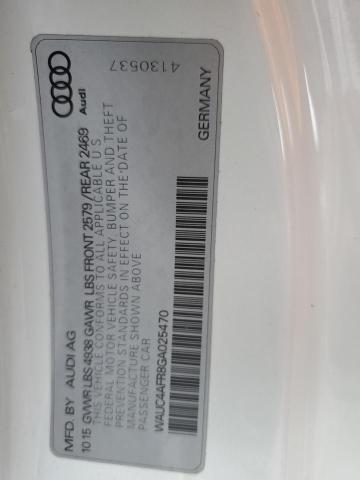 MFD. BY AUDI AG
10 15 GVWR LBS 4938 GAWR LBS FRONT 2579 / REAR 2469
THIS VEHICLE CONFORMS TO ALL APPLICABLE U S
FEDERAL MOTOR VEHICLE SAFETY, BUMPER AND THEFT
PREVENTION STANDARDS IN EFFECT ON THE DATE OF
MANUFACTURE SHOWN ABOVE
PASSENGER CAR
WAUC4AFR8GA025470
GERMANY
Audi
4130537